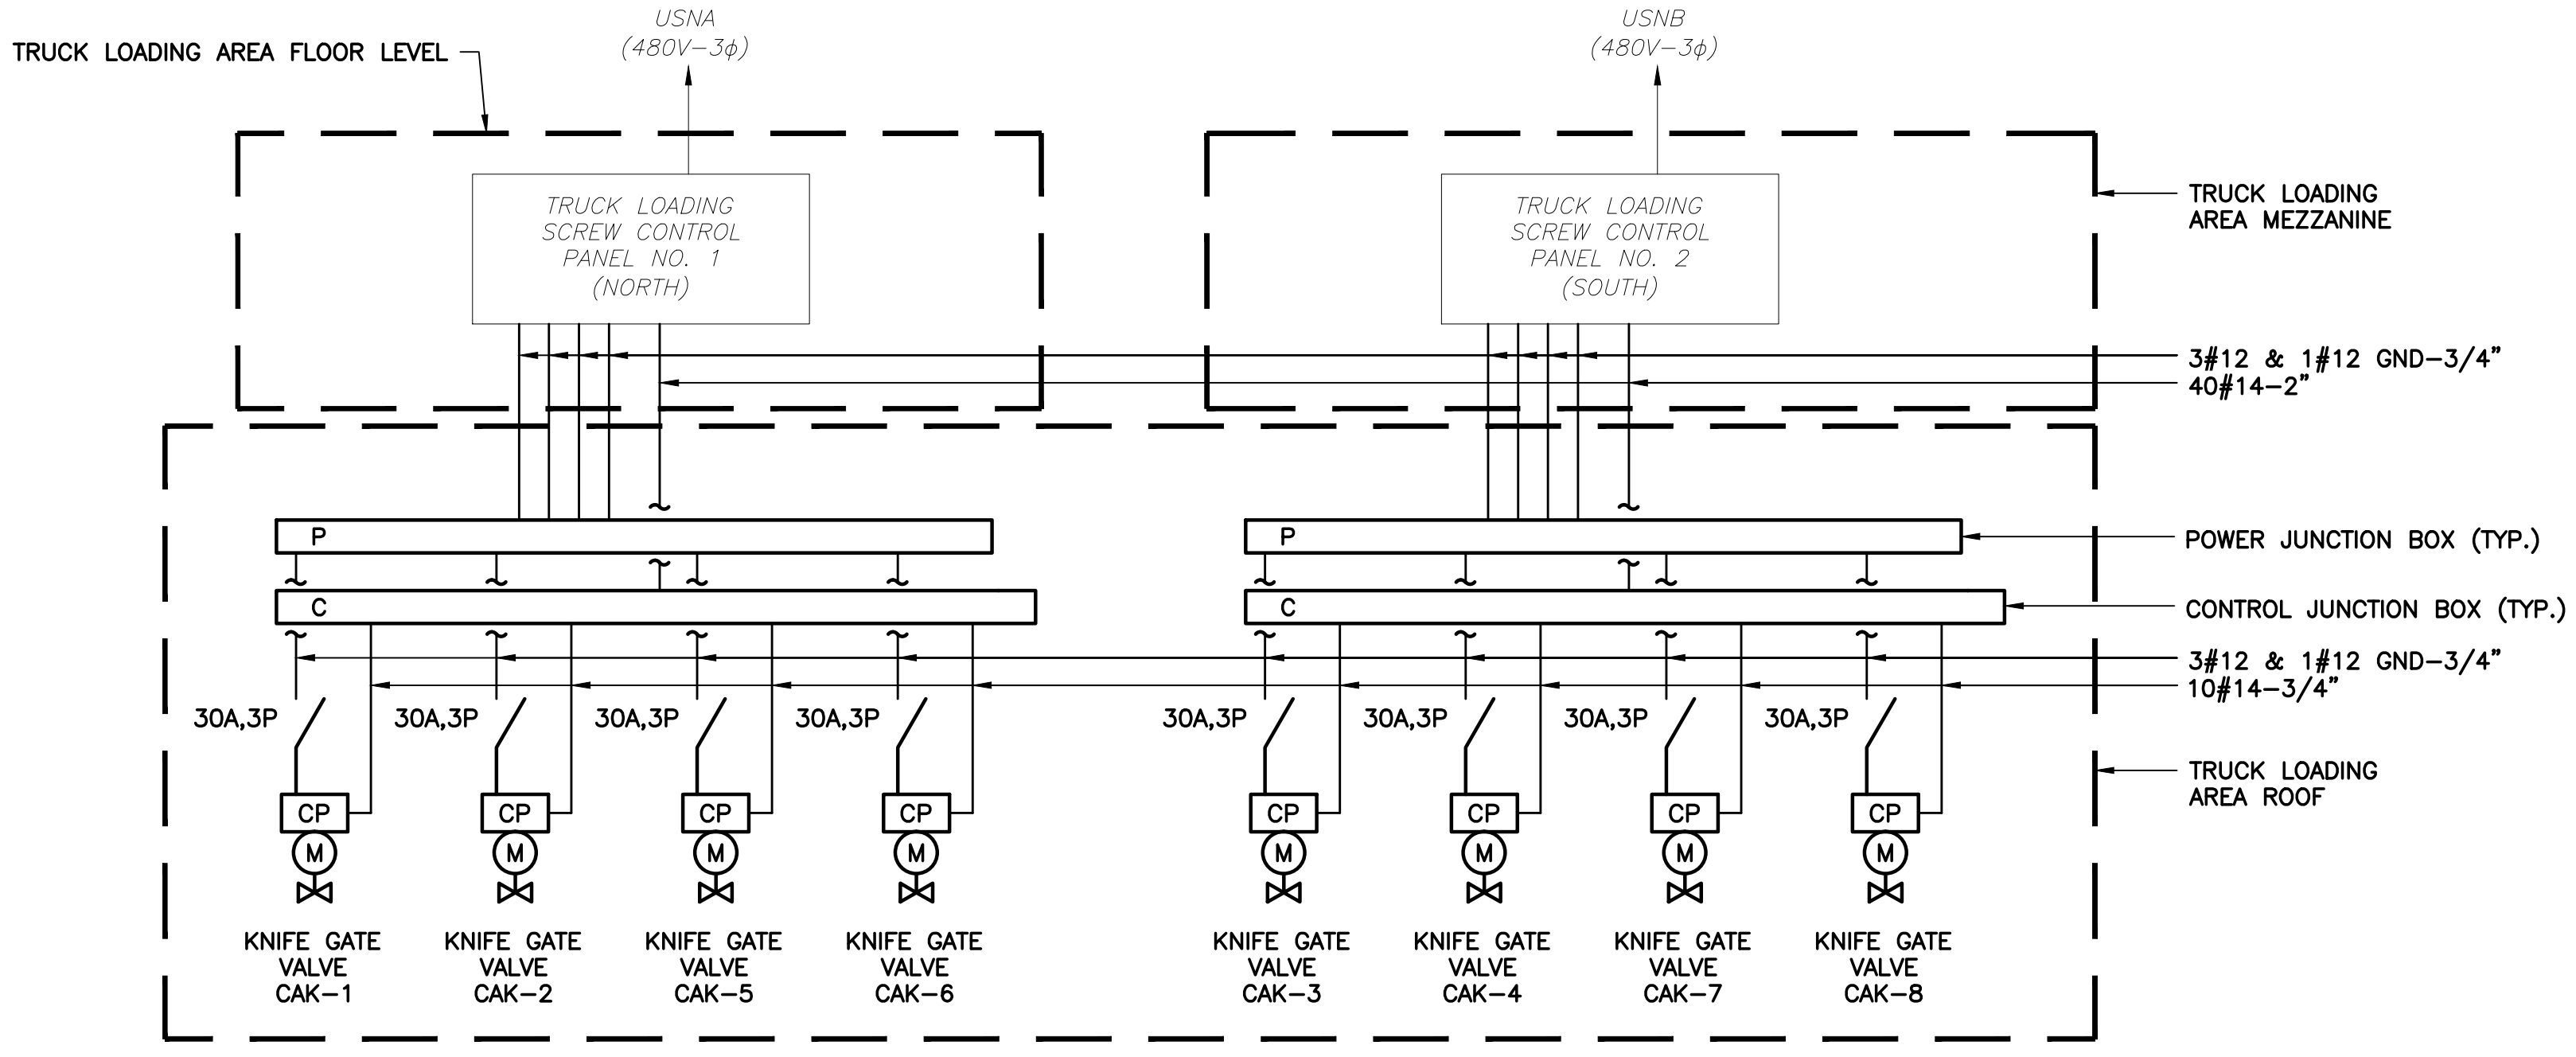 USNA
(480V-3ϕ)
USNB
(480V-3ϕ)
TRUCK LOADING AREA FLOOR LEVEL
TRUCK LOADING
SCREW CONTROL
PANEL NO. 1
(NORTH)
TRUCK LOADING
SCREW CONTROL
PANEL NO. 2
(SOUTH)
TRUCK LOADING
AREA MEZZANINE
3#12 & 1#12 GND-3/4"
40#14-2"
P
P
POWER JUNCTION BOX (TYP.)
C
C
CONTROL JUNCTION BOX (TYP.)
3#12 & 1#12 GND-3/4"
10#14-3/4"
30A,3P
30A,3P
30A,3P
30A,3P
30A,3P
30A,3P
30A,3P
30A,3P
TRUCK LOADING
AREA ROOF
CP
CP
CP
CP
CP
CP
CP
CP
M
M
M
M
M
M
M
M
KNIFE GATE
VALVE
CAK-1
KNIFE GATE
VALVE
CAK-2
KNIFE GATE
VALVE
CAK-5
KNIFE GATE
VALVE
CAK-6
KNIFE GATE
VALVE
CAK-3
KNIFE GATE
VALVE
CAK-4
KNIFE GATE
VALVE
CAK-7
KNIFE GATE
VALVE
CAK-8